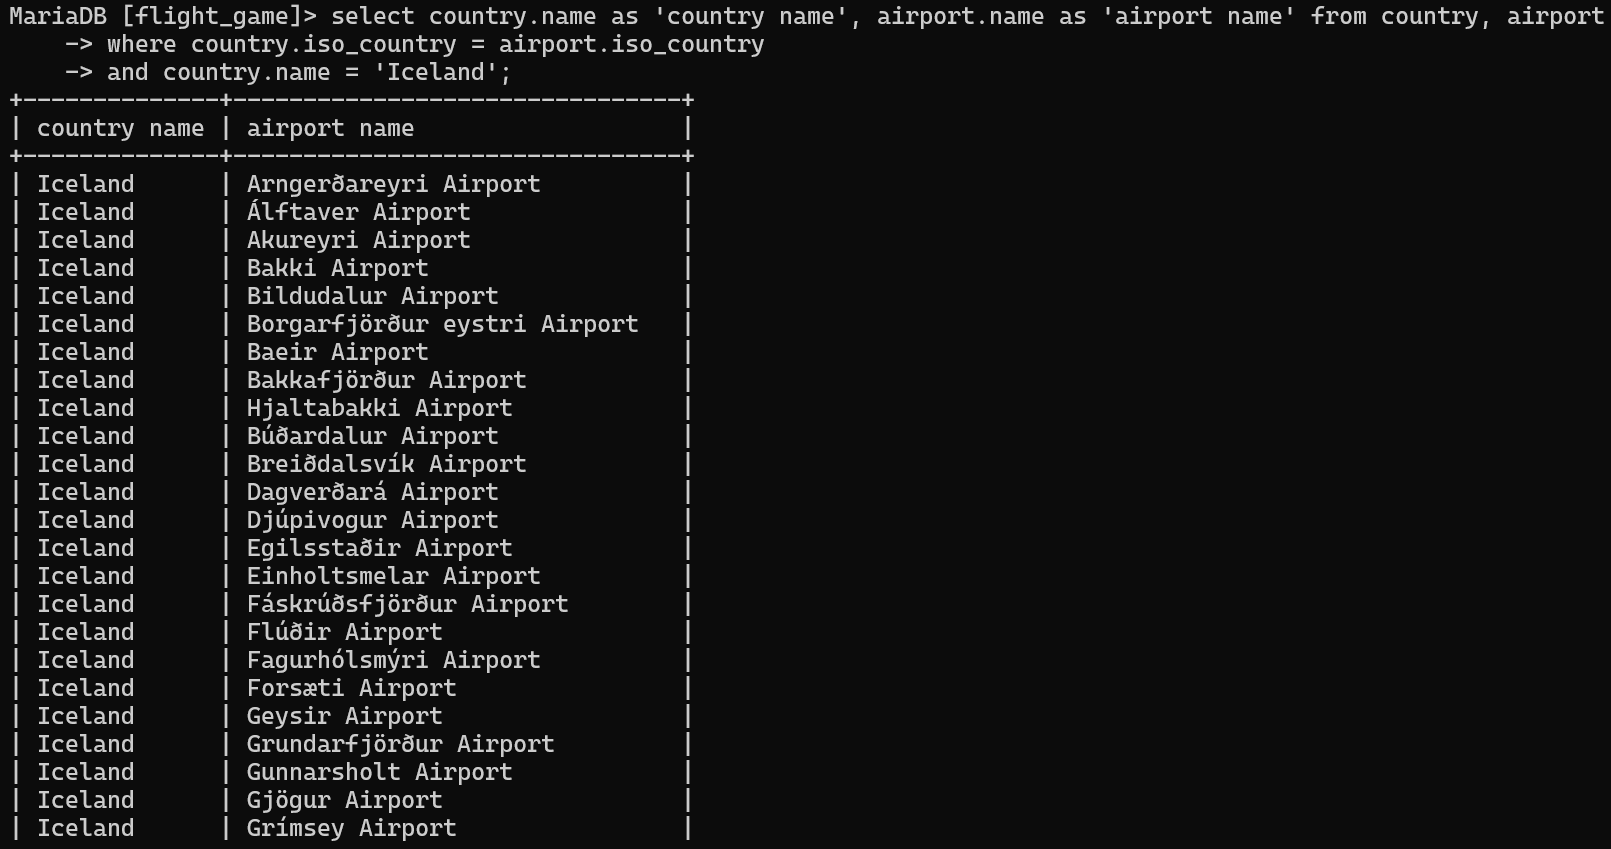 MariaDB [flight_game]> select country.name as 'country name', airport.name as 'airport name' from country, airport
    -> where country.iso_country = airport.iso_country
    -> and country.name = 'Iceland';
+--------------+--------------------------------+
| country name | airport name                   |
+--------------+--------------------------------+
| Iceland      | Arngerðareyri Airport          |
| Iceland      | Álftaver Airport               |
| Iceland      | Akureyri Airport               |
| Iceland      | Bakki Airport                  |
| Iceland      | Bildudalur Airport             |
| Iceland      | Borgarfjörður eystri Airport   |
| Iceland      | Baeir Airport                  |
| Iceland      | Bakkafjörður Airport           |
| Iceland      | Hjaltabakki Airport            |
| Iceland      | Búðardalur Airport             |
| Iceland      | Breiðdalsvík Airport           |
| Iceland      | Dagverðará Airport             |
| Iceland      | Djúpivogur Airport             |
| Iceland      | Egilsstaðir Airport            |
| Iceland      | Einholtsmelar Airport          |
| Iceland      | Fáskrúðsfjörður Airport        |
| Iceland      | Flúðir Airport                 |
| Iceland      | Fagurhólsmýri Airport          |
| Iceland      | Forsæti Airport                |
| Iceland      | Geysir Airport                 |
| Iceland      | Grundarfjörður Airport         |
| Iceland      | Gunnarsholt Airport            |
| Iceland      | Gjögur Airport                 |
| Iceland      | Grímsey Airport                |